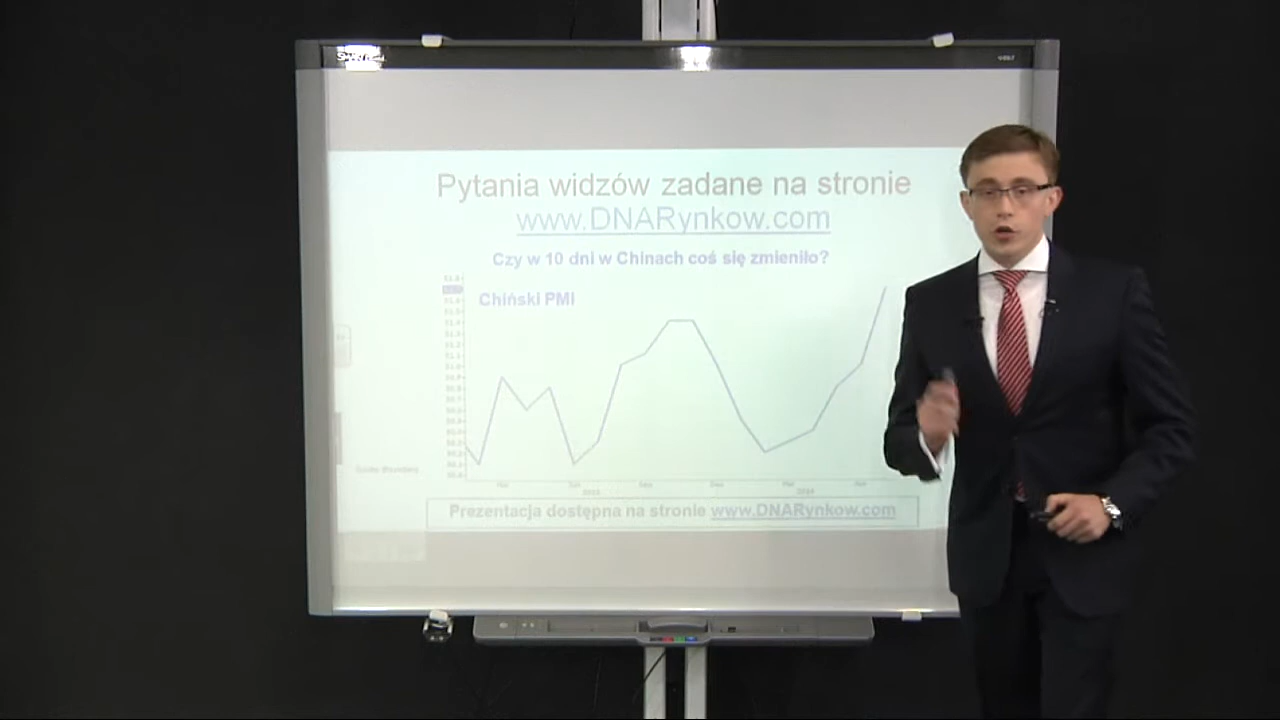 Pytania widzów zadane na stronie
www.DNARynkow.com
Czy w 10 dni w Chinach coś się zmieniło?
Chiński PMI
Prezentacja dostępna na stronie www.DNARynkow.com